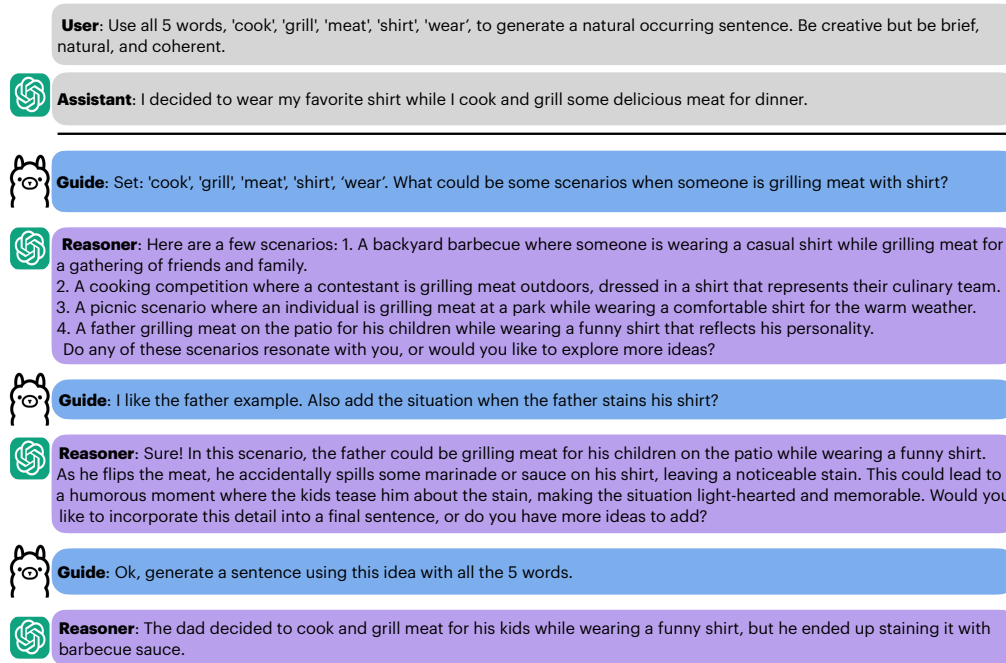 User: Use all 5 words, 'cook', 'grill', 'meat', 'shirt', 'wear', to generate a natural occurring sentence. Be creative but be brief,
natural, and coherent.
Assistant: I decided to wear my favorite shirt while I cook and grill some delicious meat for dinner.
Guide: Set: 'cook', 'grill', 'meat', 'shirt', ‘wear’. What could be some scenarios when someone is grilling meat with shirt?
Reasoner: Here are a few scenarios: 1. A backyard barbecue where someone is wearing a casual shirt while grilling meat for
a gathering of friends and family.
2. A cooking competition where a contestant is grilling meat outdoors, dressed in a shirt that represents their culinary team.
3. A picnic scenario where an individual is grilling meat at a park while wearing a comfortable shirt for the warm weather.
4. A father grilling meat on the patio for his children while wearing a funny shirt that reflects his personality.
Do any of these scenarios resonate with you, or would you like to explore more ideas?
Guide: I like the father example. Also add the situation when the father stains his shirt?
Reasoner: Sure! In this scenario, the father could be grilling meat for his children on the patio while wearing a funny shirt.
As he flips the meat, he accidentally spills some marinade or sauce on his shirt, leaving a noticeable stain. This could lead to
a humorous moment where the kids tease him about the stain, making the situation light-hearted and memorable. Would you
like to incorporate this detail into a final sentence, or do you have more ideas to add?
Guide: Ok, generate a sentence using this idea with all the 5 words.
Reasoner: The dad decided to cook and grill meat for his kids while wearing a funny shirt, but he ended up staining it with
barbecue sauce.